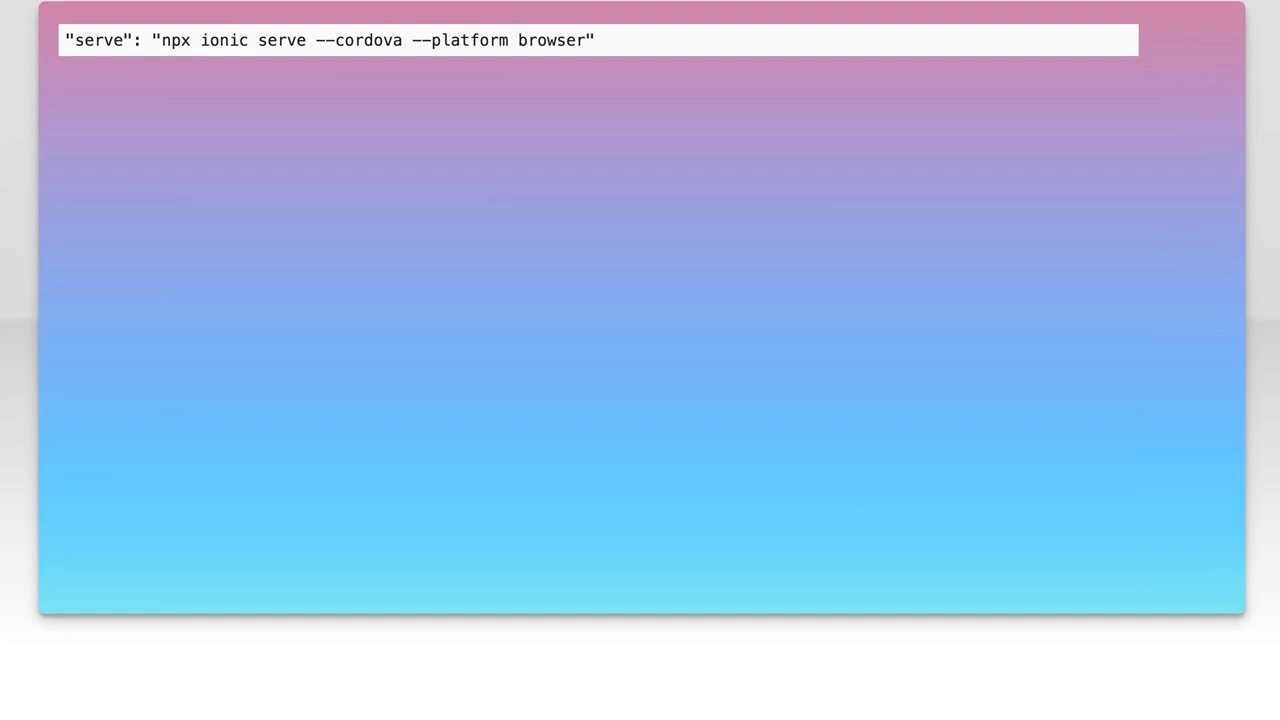 "serve": "npx ionic serve --cordova --platform browser"